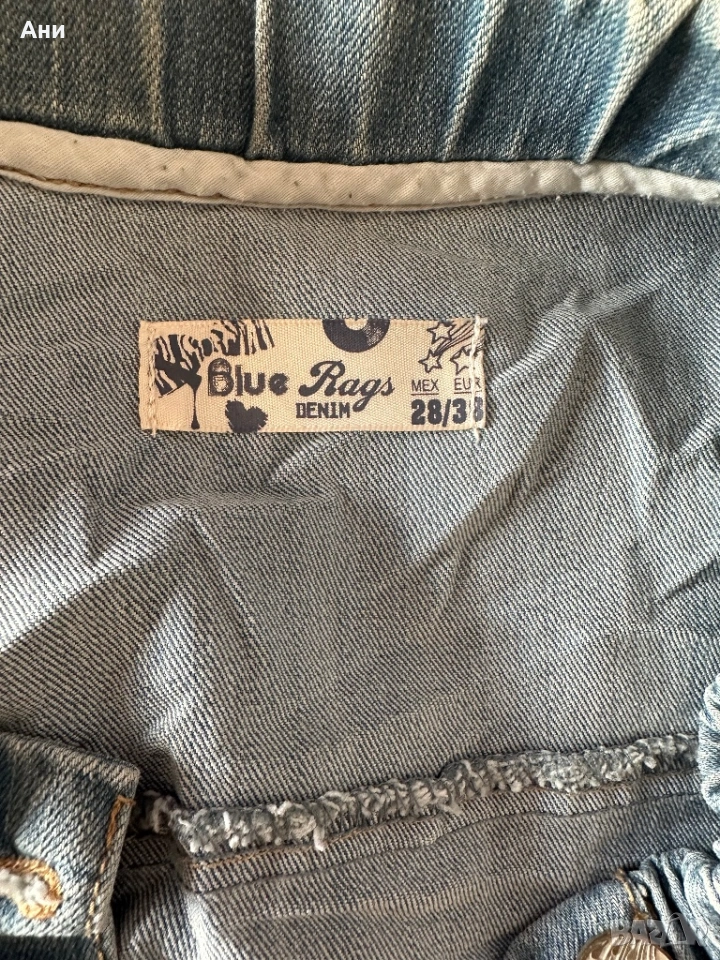 Ани
Blue Rags
DENIM
MEX EUR
28/38